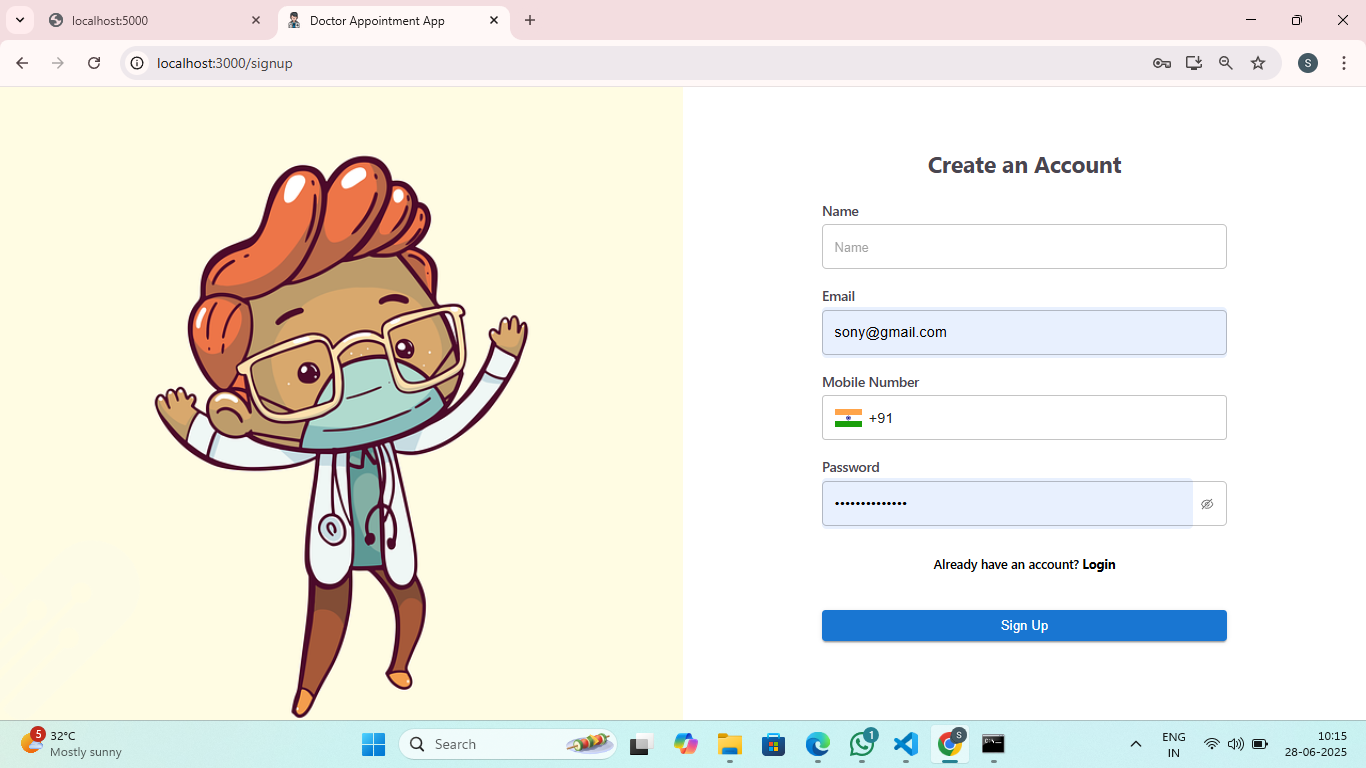 localhost:5000
Doctor Appointment App
localhost:3000/signup
S
Create an Account
Name
Name
Email
sony@gmail.com
Mobile Number
+91
Password
••••••••••••••
Already have an account? Login
Sign Up
5
32°C
Mostly sunny
Search
1
S
ENG
IN
10:15
28-06-2025